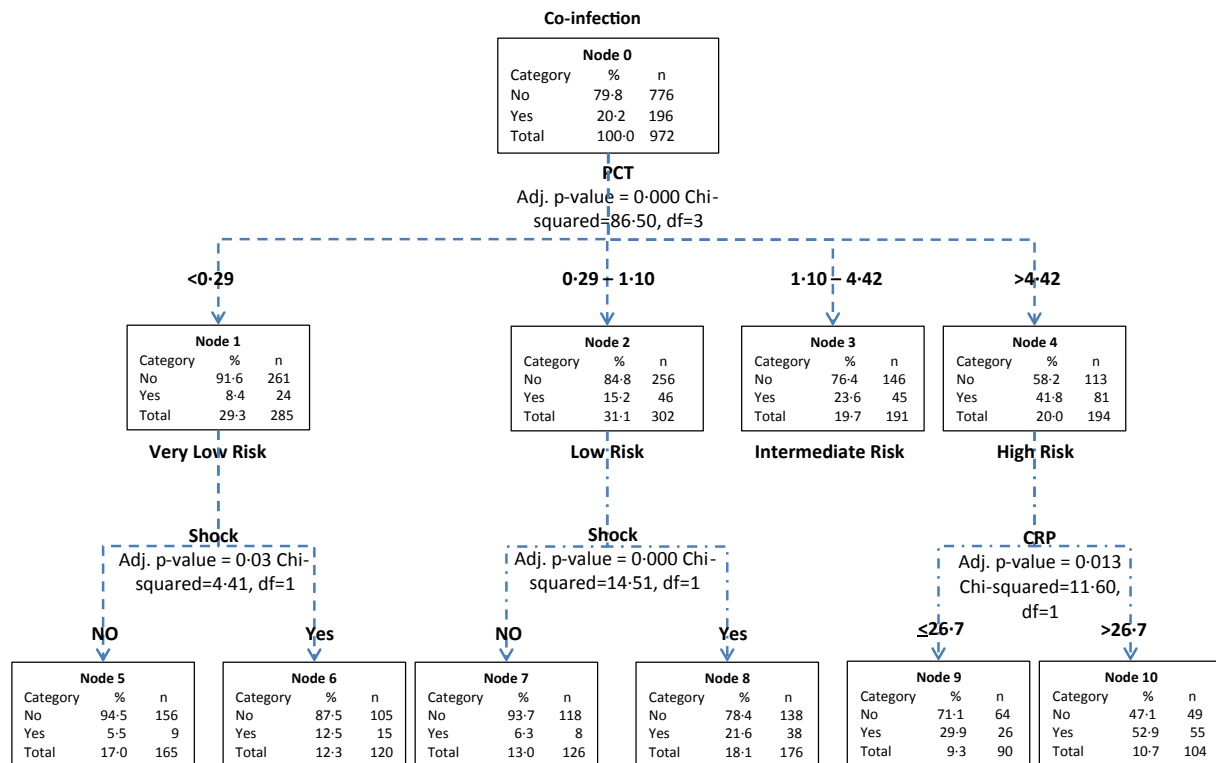 Co-infection
Node 0
Category % n
No 79·8 776
Yes 20·2 196
Total 100·0 972
PCT
Adj. p-value = 0·000 Chi-
squared=86·50, df=3
<0·29
0·29 – 1·10
1·10 – 4·42
>4·42
Node 1
Category % n
No 91·6 261
Yes 8·4 24
Total 29·3 285
Very Low Risk
Node 2
Category % n
No 84·8 256
Yes 15·2 46
Total 31·1 302
Low Risk
Node 3
Category % n
No 76·4 146
Yes 23·6 45
Total 19·7 191
Intermediate Risk
Node 4
Category % n
No 58·2 113
Yes 41·8 81
Total 20·0 194
High Risk
Shock
Adj. p-value = 0·03 Chi-
squared=4·41, df=1
NO
Yes
Shock
Adj. p-value = 0·000 Chi-
squared=14·51, df=1
NO
Yes
CRP
Adj. p-value = 0·013
Chi-squared=11·60,
df=1
≤26·7
>26·7
Node 5
Category % n
No 94·5 156
Yes 5·5 9
Total 17·0 165
Node 6
Category % n
No 87·5 105
Yes 12·5 15
Total 12·3 120
Node 7
Category % n
No 93·7 118
Yes 6·3 8
Total 13·0 126
Node 8
Category % n
No 78·4 138
Yes 21·6 38
Total 18·1 176
Node 9
Category % n
No 71·1 64
Yes 29·9 26
Total 9·3 90
Node 10
Category % n
No 47·1 49
Yes 52·9 55
Total 10·7 104